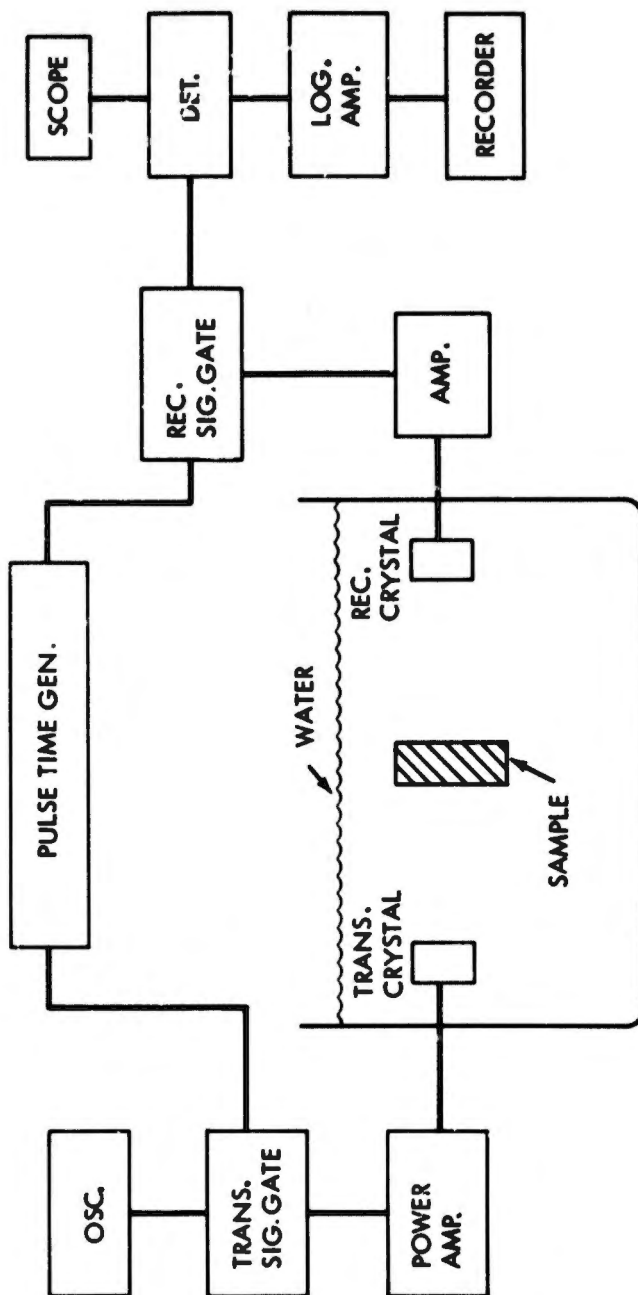 OSC.
TRANS.
SIG. GATE
POWER
AMP.
PULSE TIME GEN.
TRANS.
CRYSTAL
WATER
SAMPLE
REC.
CRYSTAL
REC.
SIG. GATE
AMP.
SCOPE
DET.
LOG.
AMP.
RECORDER